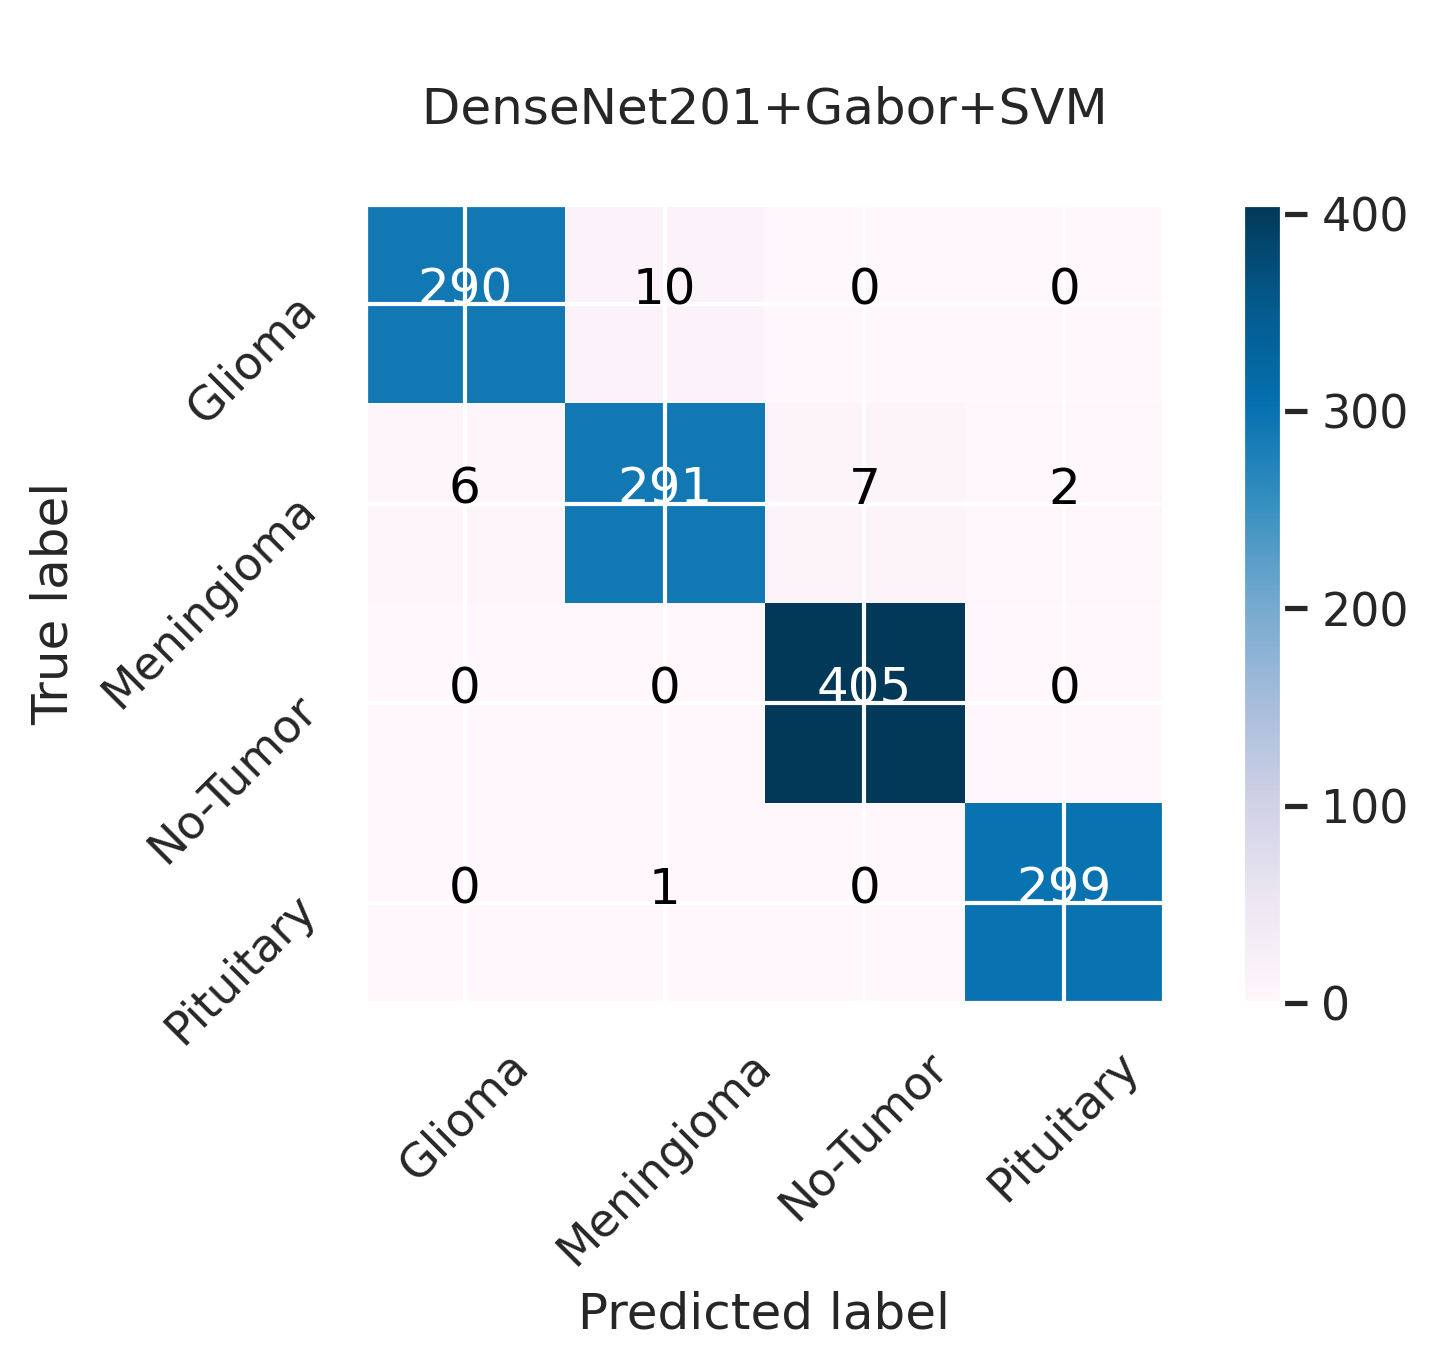 DenseNet201+Gabor+SVM
True label
Glioma 290 10 0 0
Meningioma 6 291 7 2
No-Tumor 0 0 405 0
Pituitary 0 1 0 299
Glioma Meningioma No-Tumor Pituitary
Predicted label
400
300
200
100
0